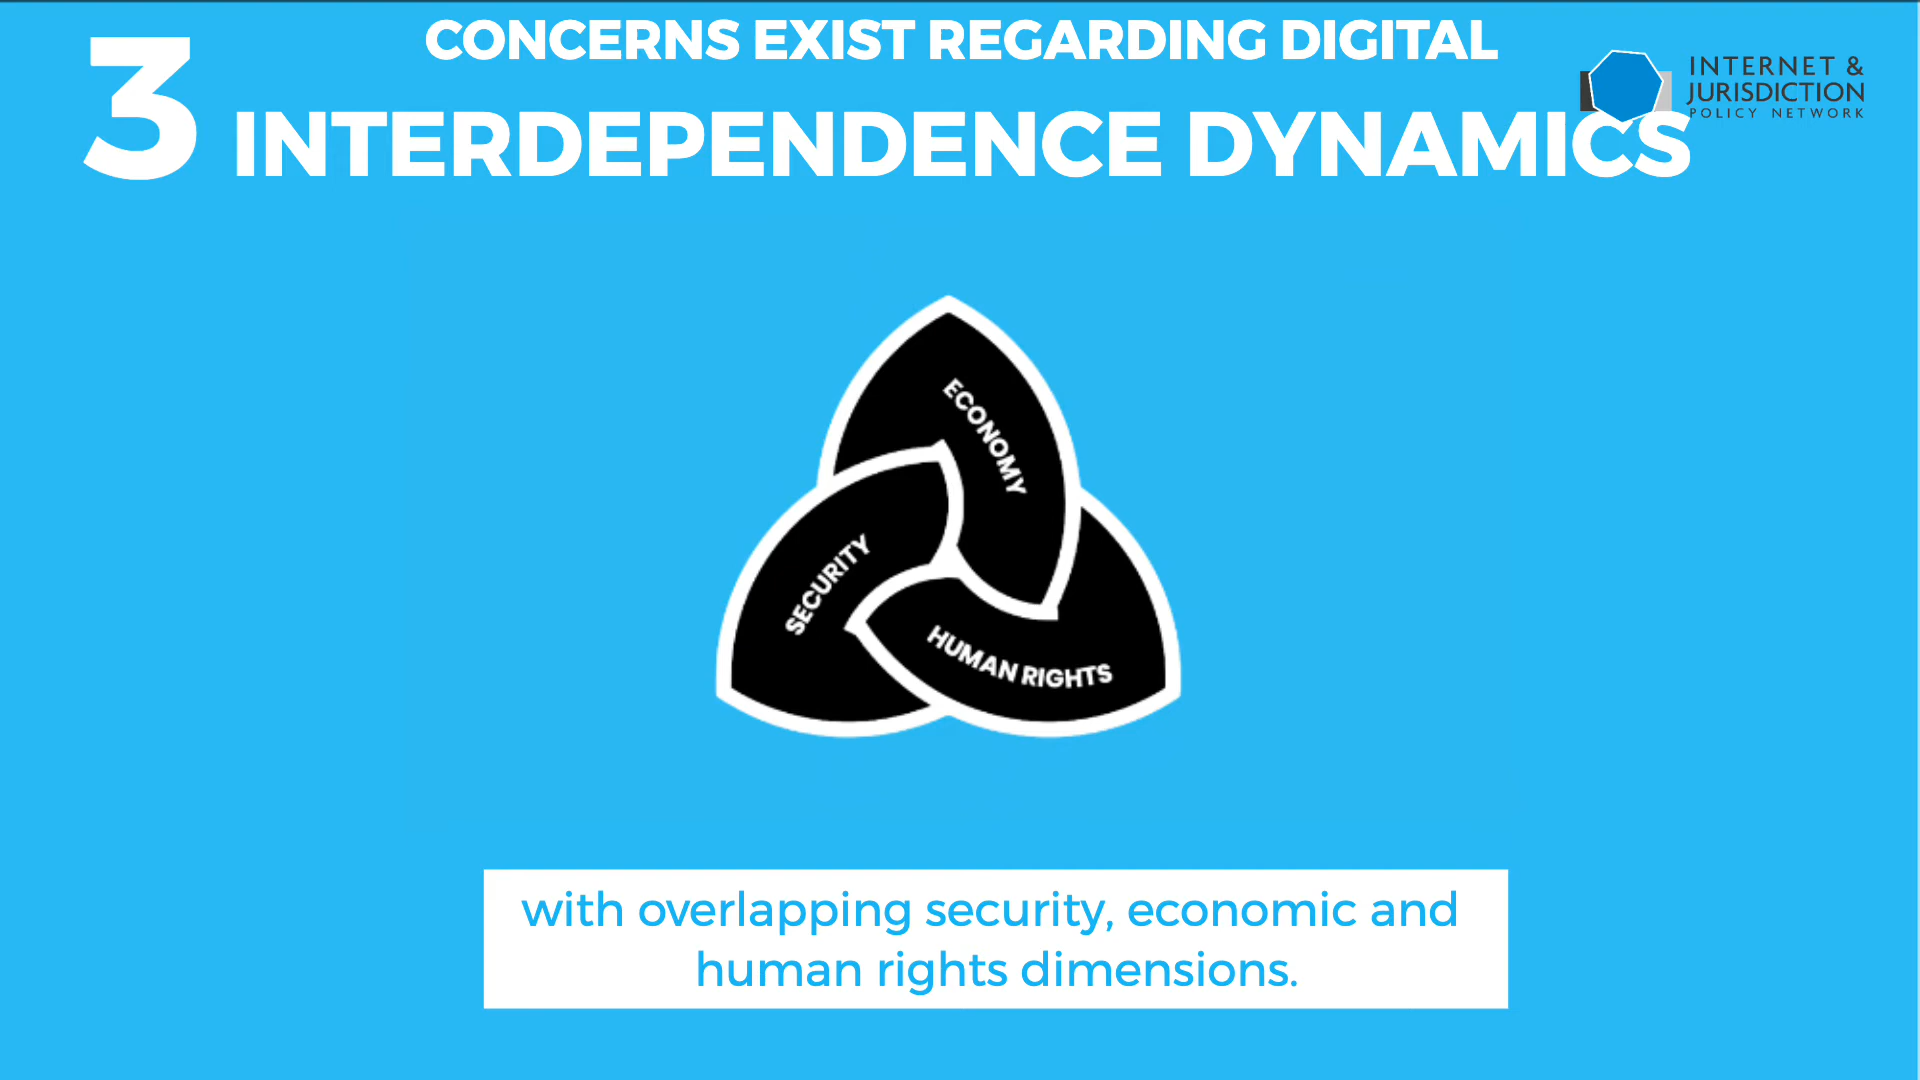 3
CONCERNS EXIST REGARDING DIGITAL
INTERDEPENDENCE DYNAMICS
INTERNET &
JURISDICTION
POLICY NETWORK
ECONOMY
SECURITY
HUMAN RIGHTS
with overlapping security, economic and
human rights dimensions.